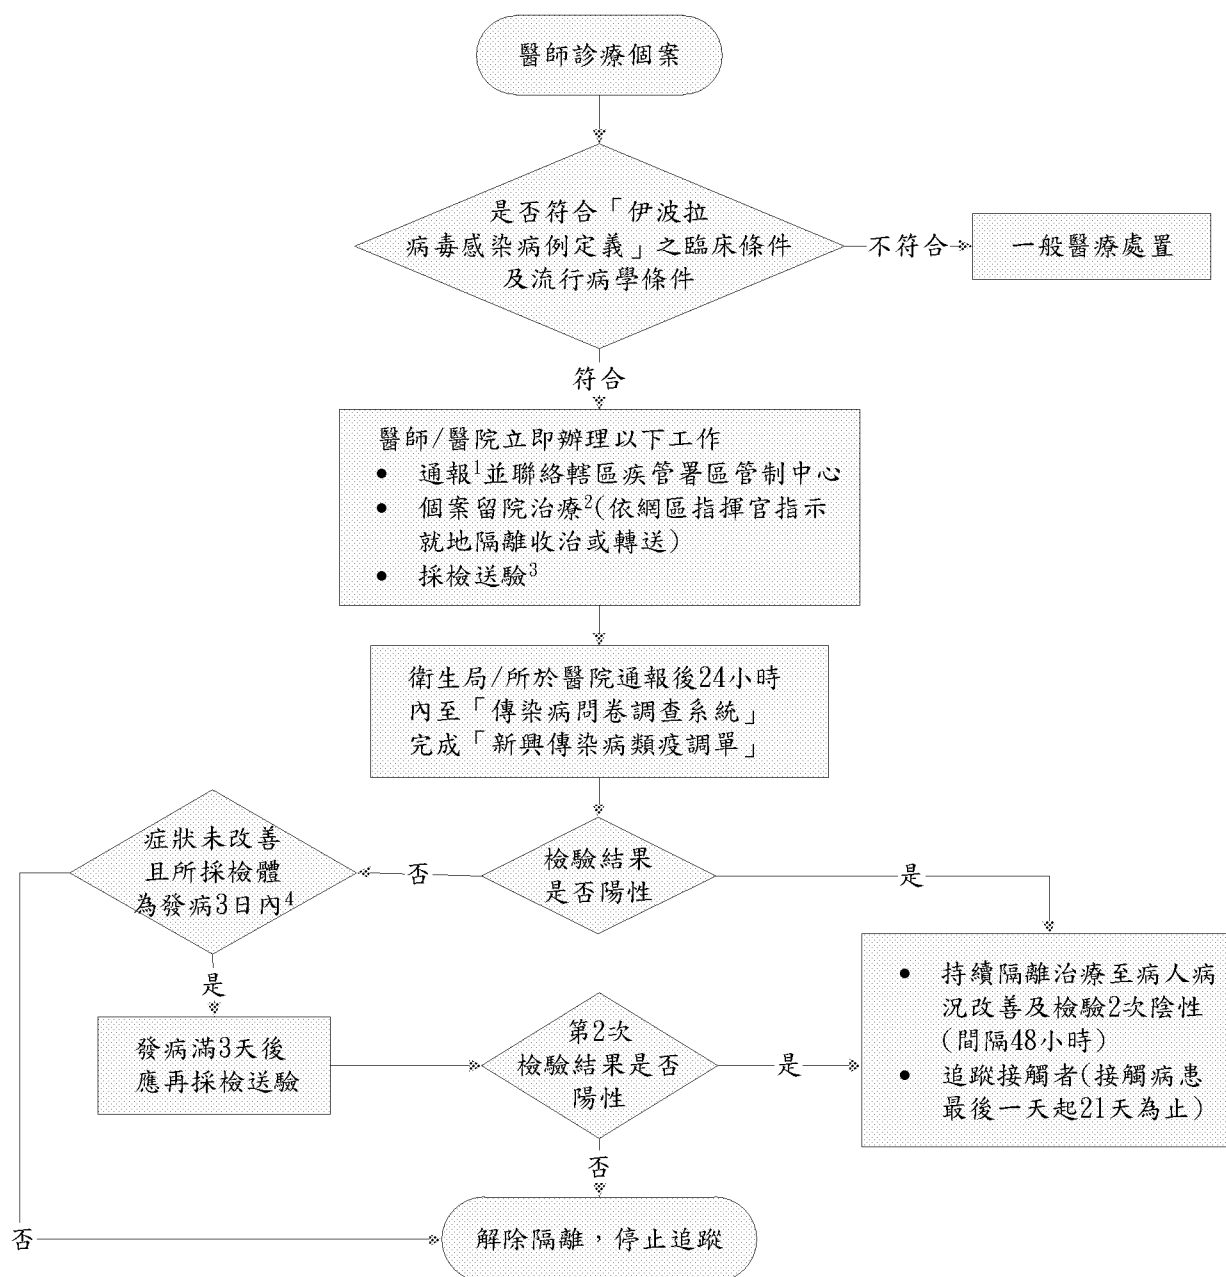 醫師診療個案
是否符合「伊波拉
病毒感染病例定義」之臨床條件
及流行病學條件
不符合
一般醫療處置
符合
醫師/醫院立即辦理以下工作
● 通報1並聯絡轄區疾管署區管制中心
● 個案留院治療2(依網區指揮官指示
就地隔離收治或轉送)
● 採檢送驗3
衛生局/所於醫院通報後24小時
內至「傳染病問卷調查系統」
完成「新興傳染病類疫調單」
檢驗結果
是否陽性
否
是
症狀未改善
且所採檢體
為發病3日內4
是
發病滿3天後
應再採檢送驗
第2次
檢驗結果是否
陽性
是
● 持續隔離治療至病人病
況改善及檢驗2次陰性
(間隔48小時)
● 追蹤接觸者(接觸病患
最後一天起21天為止)
否
否
解除隔離，停止追蹤